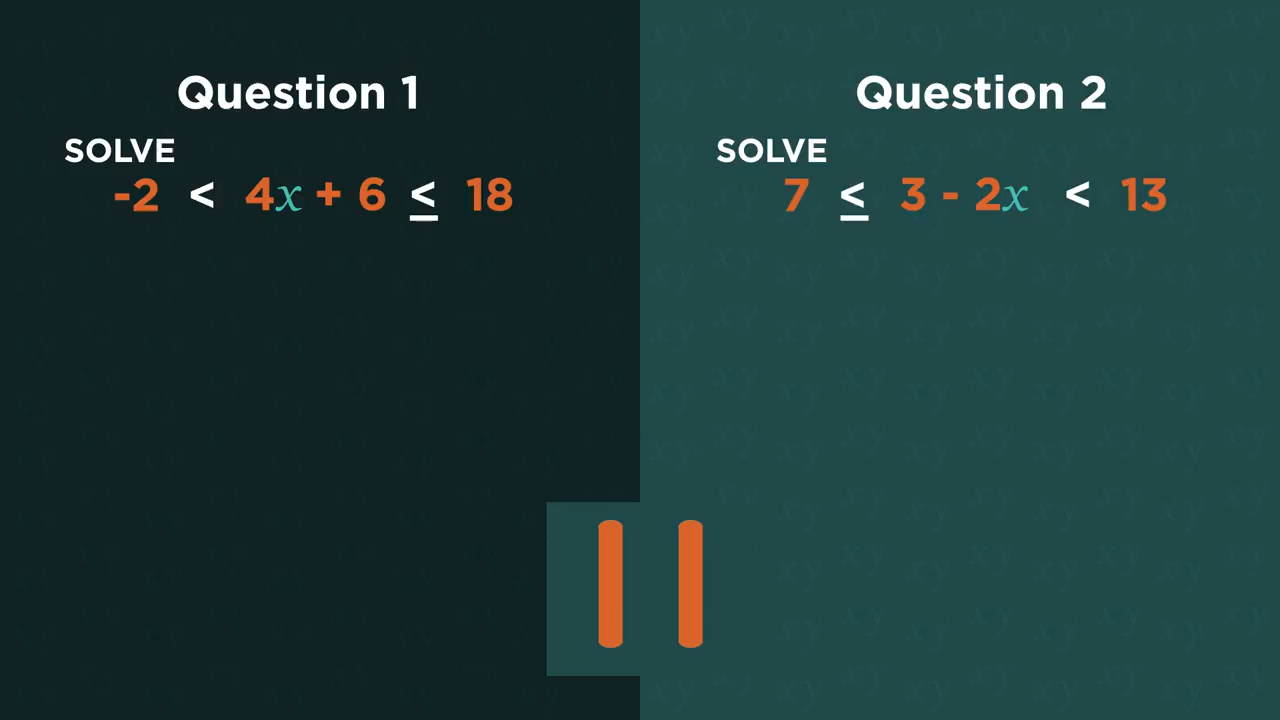 Question 1
SOLVE
-2 < 4x + 6 ≤ 18
Question 2
SOLVE
7 ≤ 3 - 2x < 13